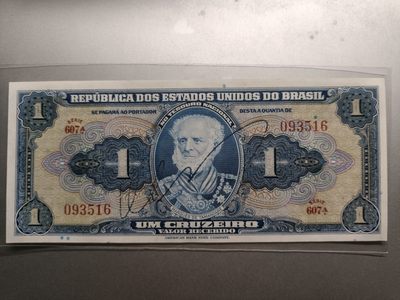 REPÚBLICA DOS ESTADOS UNIDOS DO BRASIL
SE PAGARÁ AO PORTADOR DESTA A QUANTIA DE
NO TESOURO NACIONAL
1 1
SÉRIE
607ª
093516
1 1
SÉRIE
607ª
093516
UM CRUZEIRO
VALOR RECEBIDO
1 1
AMERICAN BANK NOTE COMPANY